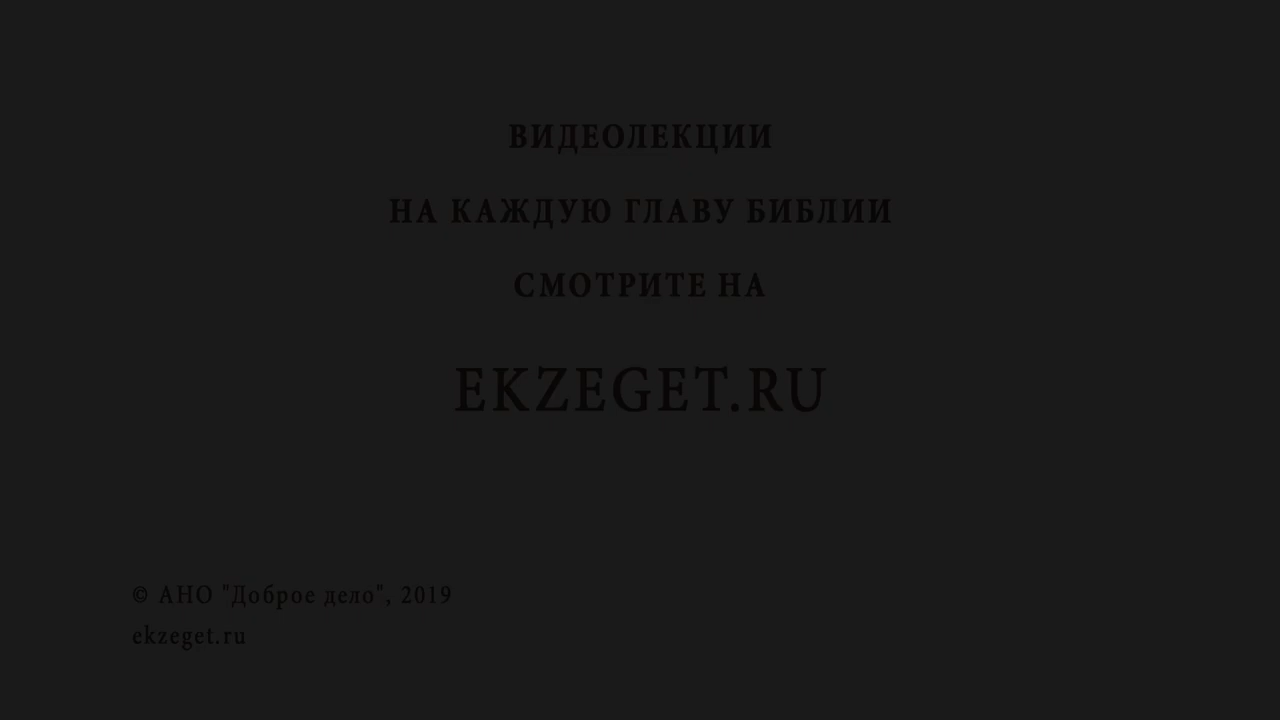 ВИДЕОЛЕКЦИИ
НА КАЖДУЮ ГЛАВУ БИБЛИИ
СМОТРИТЕ НА
EKZEGET.RU
© АНО "Доброе дело", 2019
ekzeget.ru